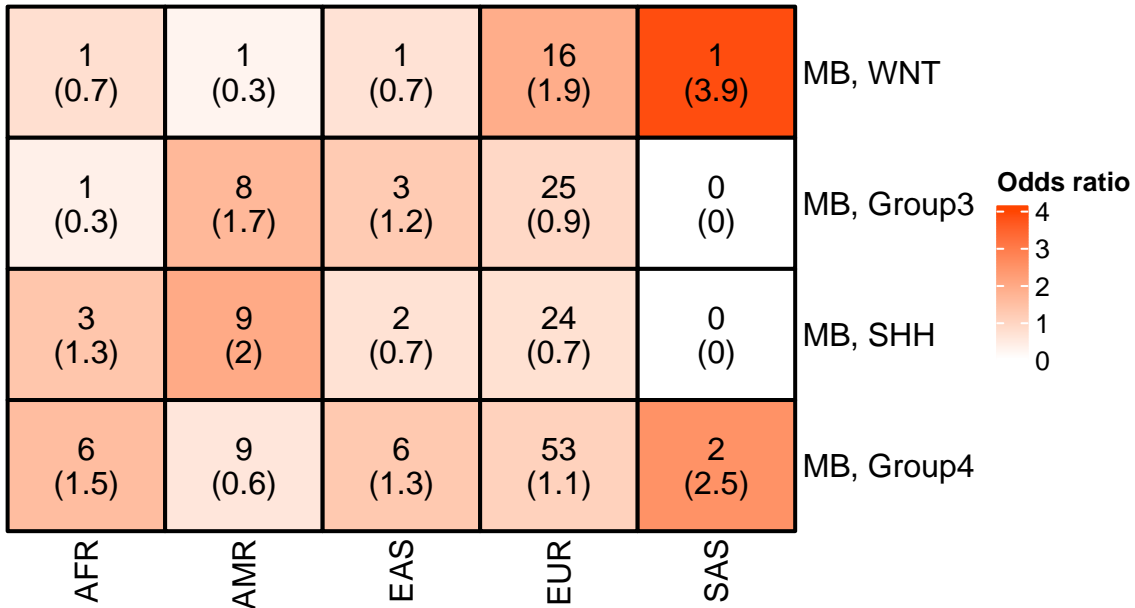 1 1 1 16 1
(0.7) (0.3) (0.7) (1.9) (3.9)
MB, WNT
1 8 3 25 0
(0.3) (1.7) (1.2) (0.9) (0)
MB, Group3
3 9 2 24 0
(1.3) (2) (0.7) (0.7) (0)
MB, SHH
6 9 6 53 2
(1.5) (0.6) (1.3) (1.1) (2.5)
MB, Group4
AFR AMR EAS EUR SAS
Odds ratio
4
3
2
1
0